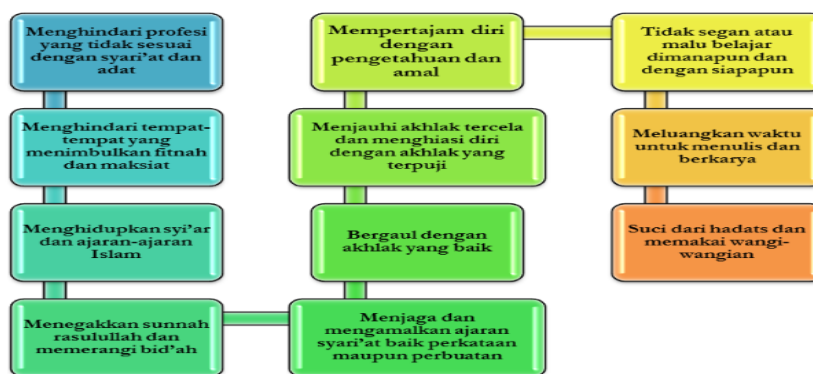 Menghindari profesi
yang tidak sesuai
dengan syari'at dan
adat
Menghindari tempat-
tempat yang
menimbulkan fitnah
dan maksiat
Menghidupkan syi'ar
dan ajaran-ajaran
Islam
Menegakkan sunnah
rasulullah dan
memerangi bid'ah
Menjaga dan
mengamalkan ajaran
syari'at baik perkataan
maupun perbuatan
Bergaul dengan
akhlak yang baik
Menjauhi akhlak tercela
dan menghiasi diri
dengan akhlak yang
terpuji
Mempertajam diri
dengan
pengetahuan dan
amal
Tidak segan atau
malu belajar
dimanapun dan
dengan siapapun
Meluangkan waktu
untuk menulis dan
berkarya
Suci dari hadats dan
memakai wangi-
wangian